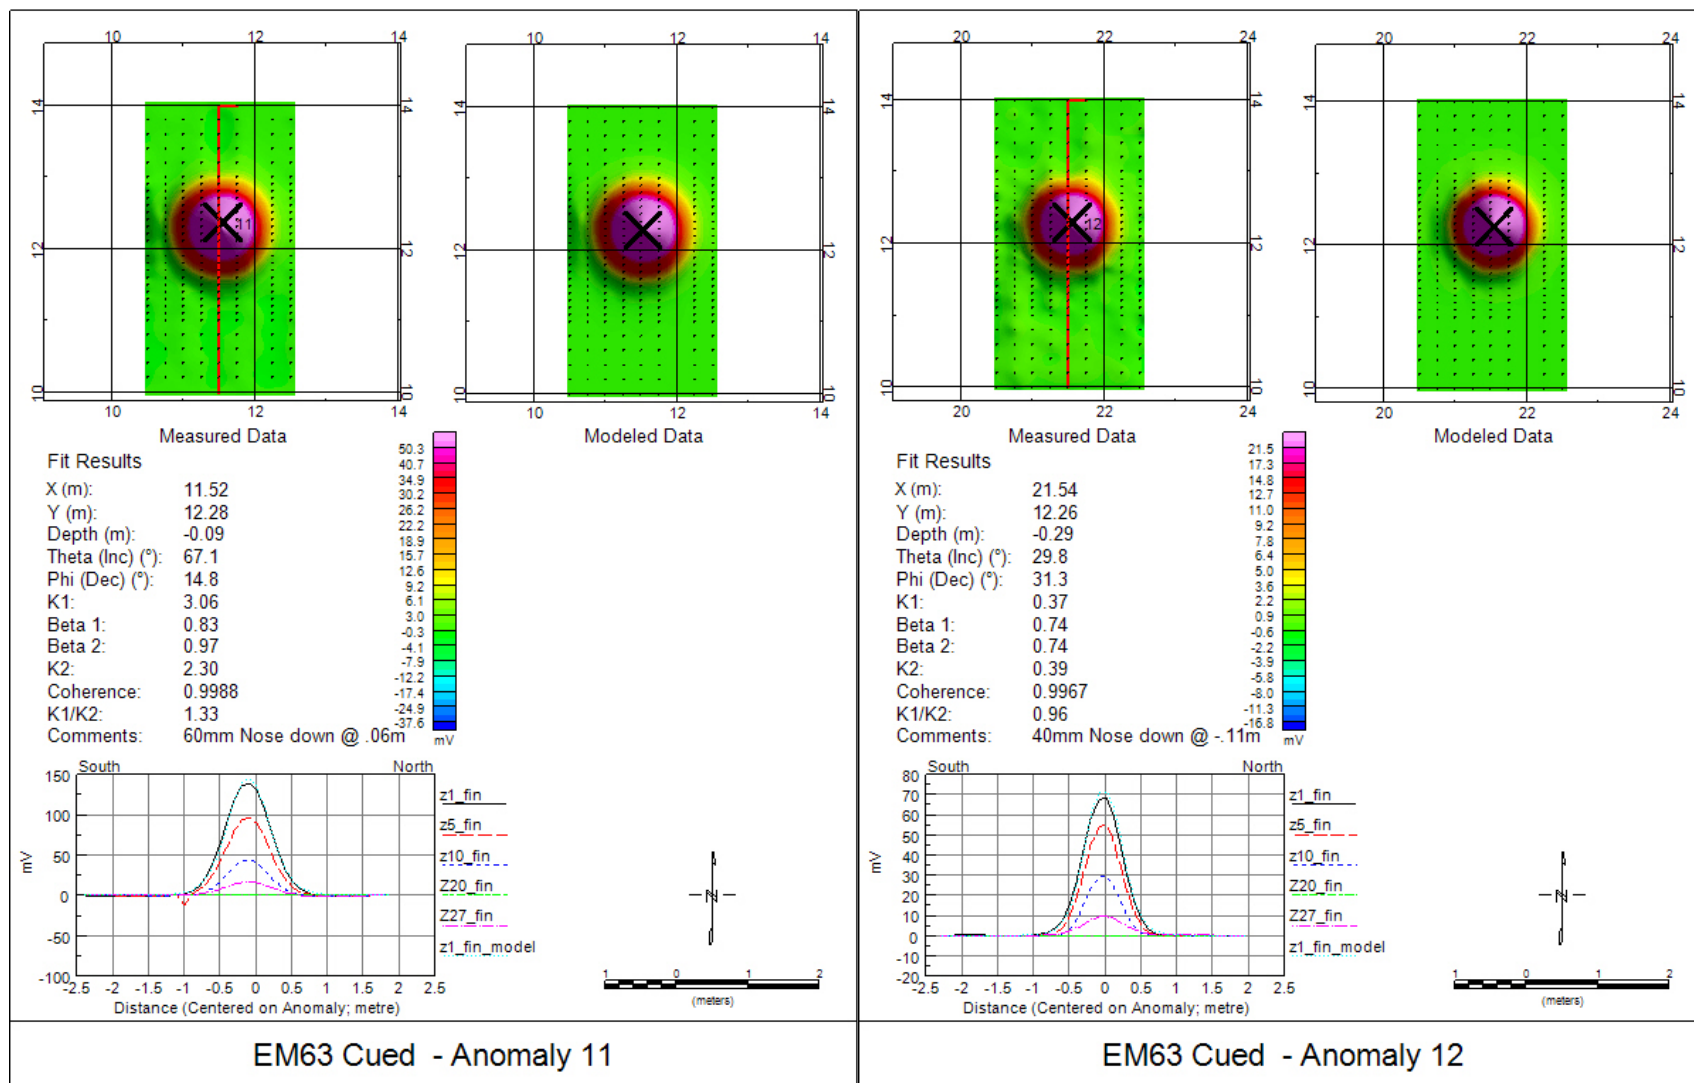 10 12 14 10 12 14
14 14 14 14
12 12 12 12
10 10 10 10
11
10 12 14 10 12 14
Measured Data Modeled Data
Fit Results
X (m): 11.52
Y (m): 12.28
Depth (m): -0.09
Theta (Inc) (°): 67.1
Phi (Dec) (°): 14.8
K1: 3.06
Beta 1: 0.83
Beta 2: 0.97
K2: 2.30
Coherence: 0.9988
K1/K2: 1.33
Comments: 60mm Nose down @ .06m
50.3
40.7
34.9
30.2
26.2
22.2
18.9
15.7
12.6
9.2
6.1
3.0
-0.3
-4.1
-7.9
-12.2
-17.4
-24.9
-37.6
mV
South North
150
100
50
0
-50
-100
mV
-2.5 -2 -1.5 -1 -0.5 0 0.5 1 1.5 2 2.5
Distance (Centered on Anomaly; metre)
z1_fin
z5_fin
z10_fin
Z20_fin
Z27_fin
z1_fin_model
N
1 0 1 2
(meters)
EM63 Cued - Anomaly 11
20 22 24 20 22 24
14 14 14 14
12 12 12 12
10 10 10 10
12
20 22 24 20 22 24
Measured Data Modeled Data
Fit Results
X (m): 21.54
Y (m): 12.26
Depth (m): -0.29
Theta (Inc) (°): 29.8
Phi (Dec) (°): 31.3
K1: 0.37
Beta 1: 0.74
Beta 2: 0.74
K2: 0.39
Coherence: 0.9967
K1/K2: 0.96
Comments: 40mm Nose down @ -.11m
21.5
17.3
14.8
12.7
11.0
9.2
7.8
6.4
5.0
3.6
2.2
0.9
-0.6
-2.2
-3.9
-5.8
-8.0
-11.3
-16.8
mV
South North
80
70
60
50
40
30
20
10
0
-10
-20
mV
-2.5 -2 -1.5 -1 -0.5 0 0.5 1 1.5 2 2.5
Distance (Centered on Anomaly; metre)
z1_fin
z5_fin
z10_fin
Z20_fin
Z27_fin
z1_fin_model
N
1 0 1 2
(meters)
EM63 Cued - Anomaly 12